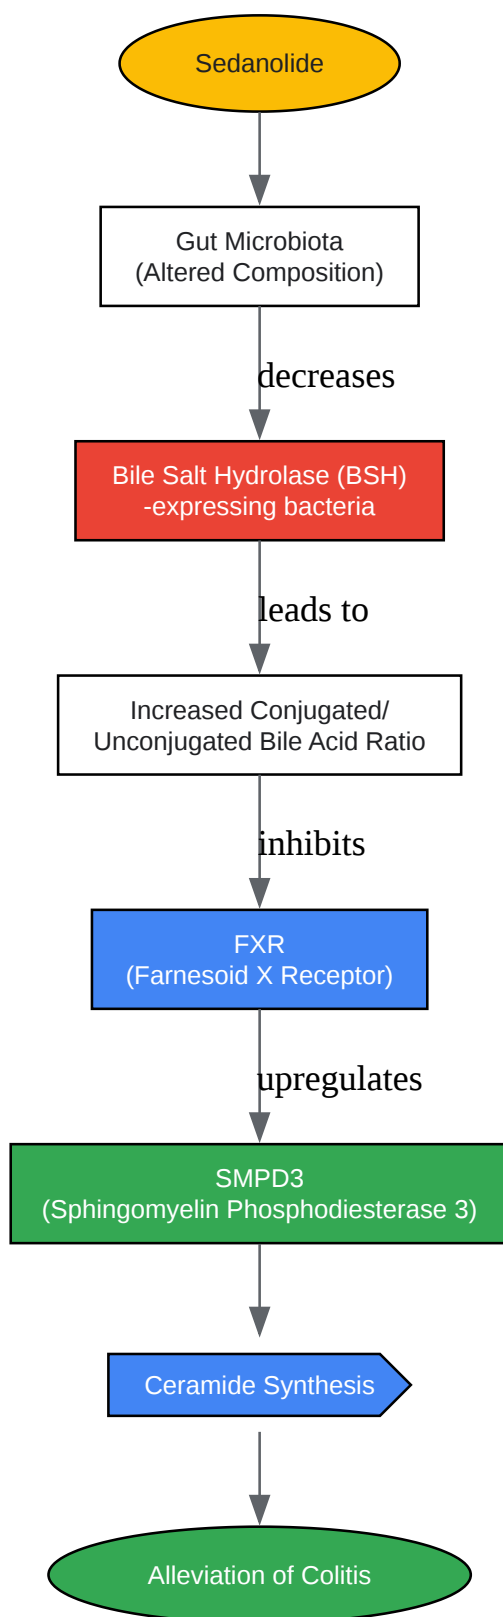 Sedanolide
Gut Microbiota
(Altered Composition)
decreases
Bile Salt Hydrolase (BSH)
-expressing bacteria
leads to
Increased Conjugated/
Unconjugated Bile Acid Ratio
inhibits
FXR
(Farnesoid X Receptor)
upregulates
SMPD3
(Sphingomyelin Phosphodiesterase 3)
Ceramide Synthesis
Alleviation of Colitis